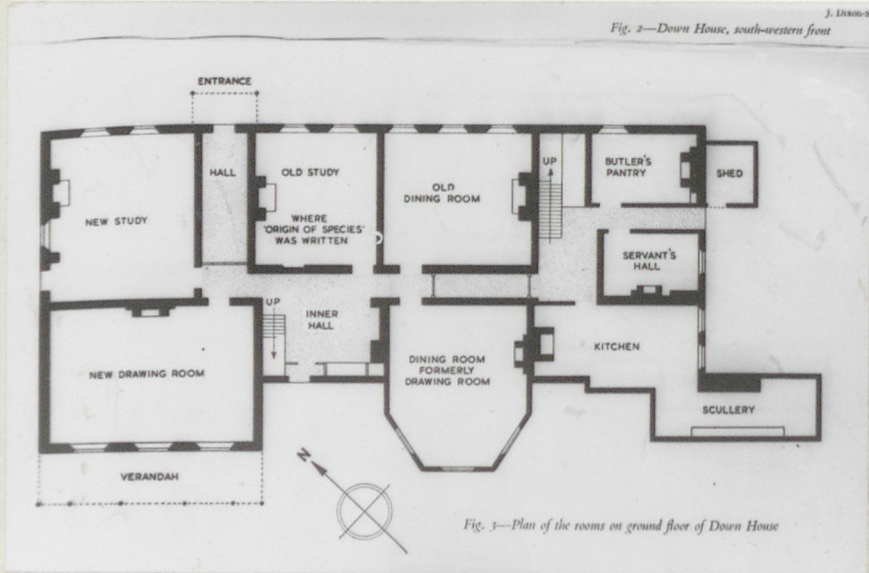 Fig. 2—Down House, south-western front
ENTRANCE
HALL
OLD STUDY
WHERE
'ORIGIN OF SPECIES'
WAS WRITTEN
OLD
DINING ROOM
UP
BUTLER'S
PANTRY
SHED
NEW STUDY
SERVANT'S
HALL
UP
INNER
HALL
NEW DRAWING ROOM
DINING ROOM
FORMERLY
DRAWING ROOM
KITCHEN
SCULLERY
VERANDAH
N
Fig. 3—Plan of the rooms on ground floor of Down House